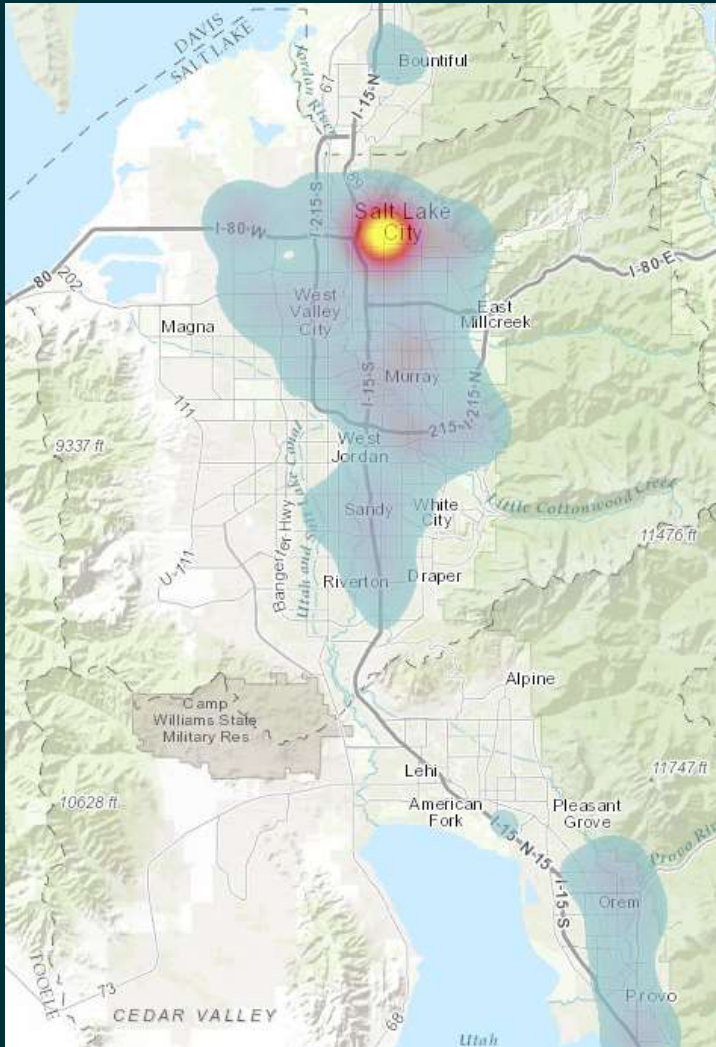 DAVIS
SALT LAKE
Jordan River
67
I-15-N
Bountiful
69
Salt Lake
City
I-80-W
I-215-S
80
202
I-80-E
West
Valley
City
East
Millcreek
Magna
I-15-S
Murray
111
215
I-215-N
9337 ft
West
Jordan
Utah and Salt Lake Canal
Bangerter Hwy
Sandy
White
City
Little Cottonwood Creek
11476 ft
U-111
Riverton
Draper
Alpine
Camp
Williams State
Military Res
Lehi
11747 ft
10628 ft
American
Fork
Pleasant
Grove
I-15-N-15
I-15-S
Orem
Provo
TOOELE
73
CEDAR VALLEY
68
Utah